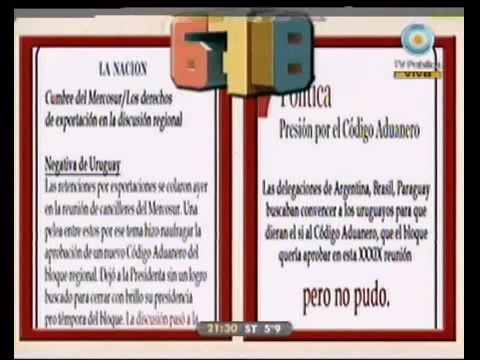 678
TV Pública
VIVO
LA NACION
Cumbre del Mercosur/Los derechos
de exportación en la discusión regional
Negativa de Uruguay
Las retenciones por exportaciones se colaron ayer
en la reunión de cancilleres del Mercosur. Una
pelea entre estos por ese tema hizo naufragar la
aprobación de un nuevo Código Aduanero del
bloque regional. Dejó a la Presidenta sin un logro
buscado para cerrar con brillo su presidencia
pro témpora del bloque. La discusión pasó a la
Política
Presión por el Código Aduanero
Las delegaciones de Argentina, Brasil, Paraguay
buscaban convencer a los uruguayos para que
dieran el si al Código Aduanero, que el bloque
quería aprobar en esta XXXIX reunión
pero no pudo.
21:30 ST 5°9